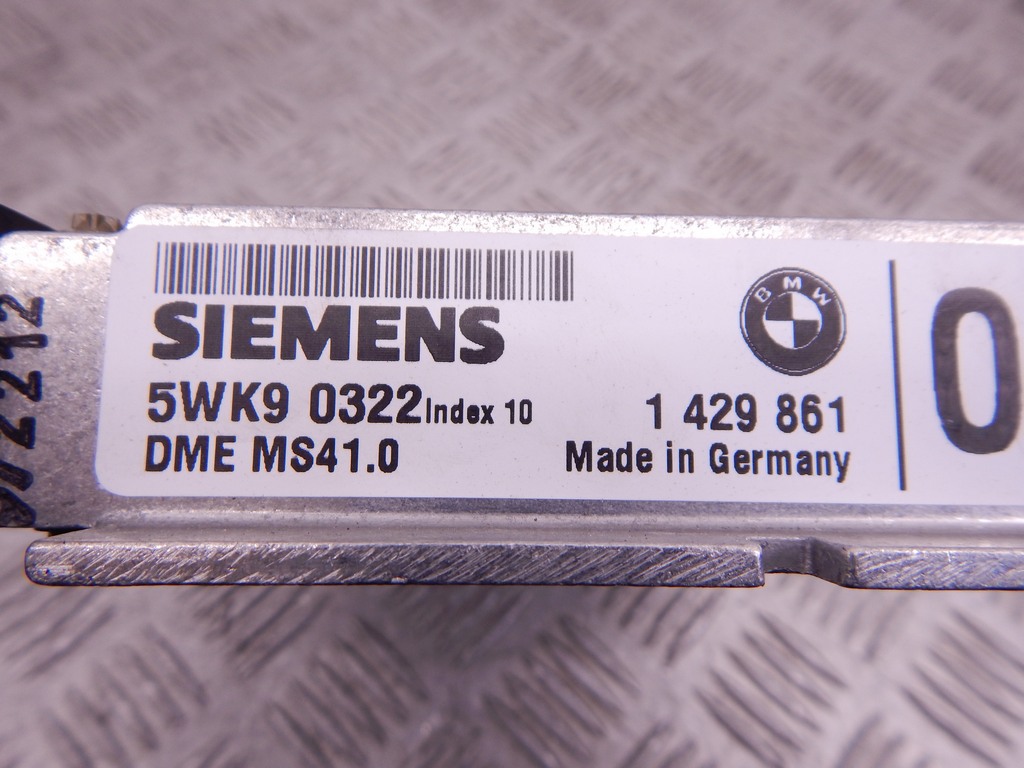 SIEMENS
BMW
5WK9 0322 Index 10
1 429 861
DME MS41.0
Made in Germany
0